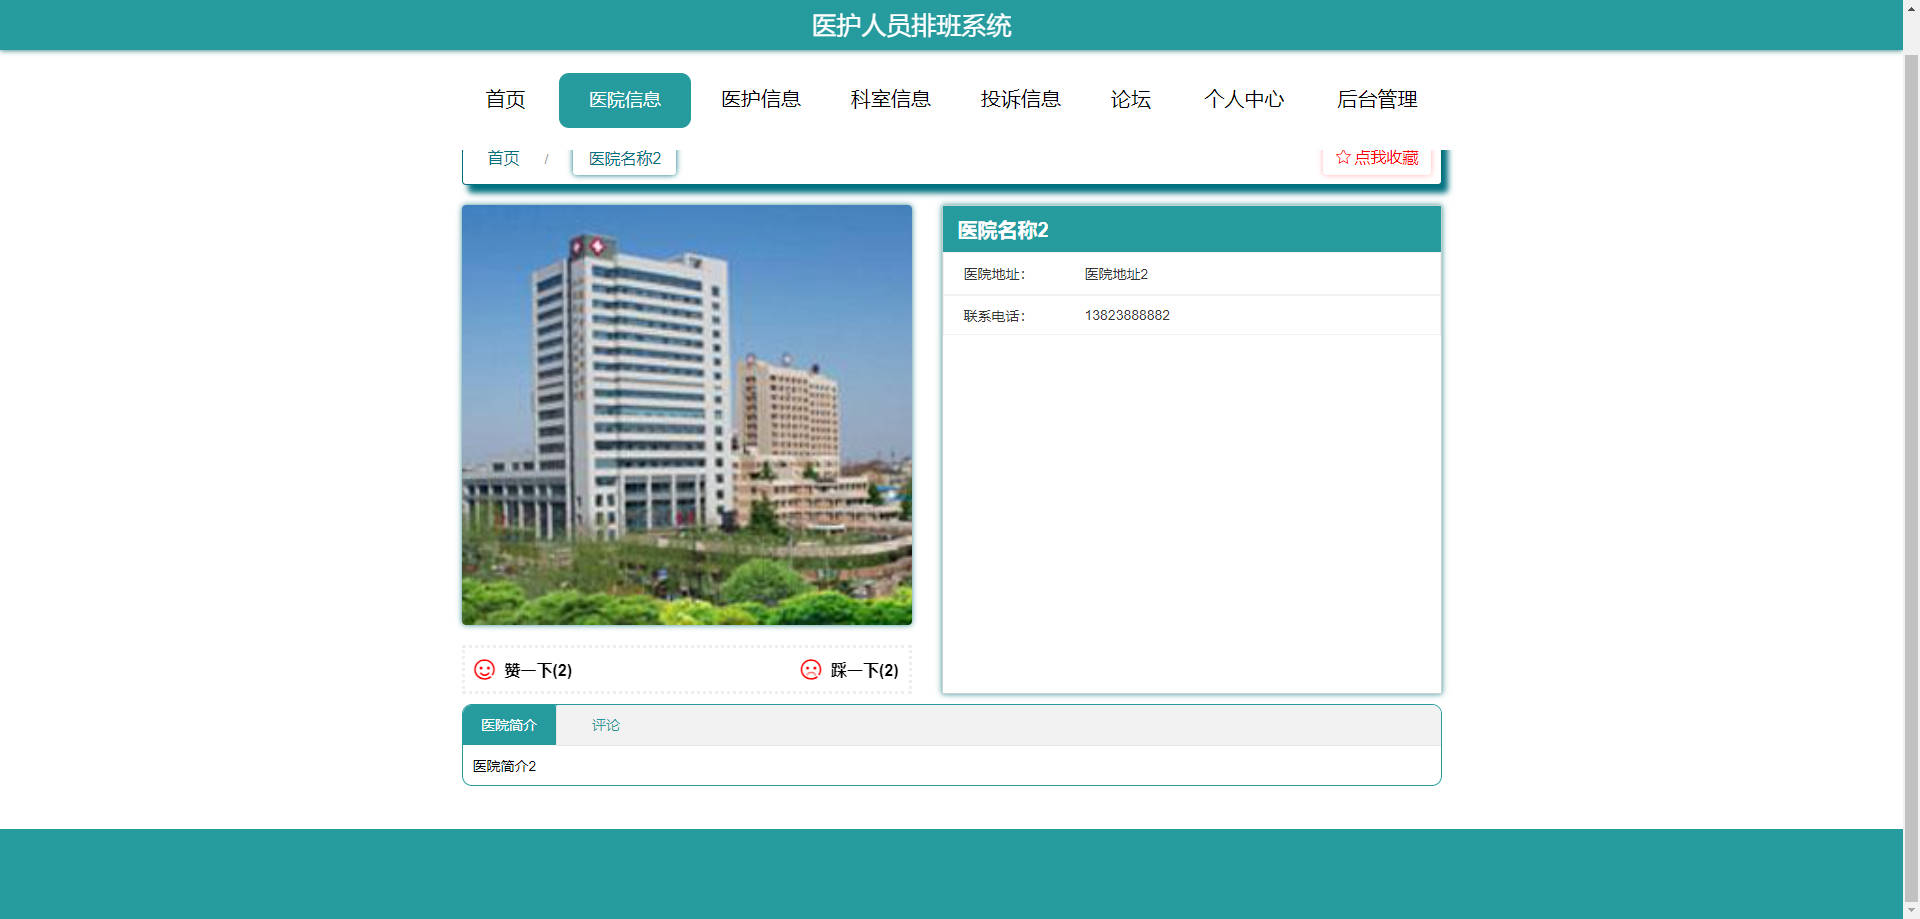 医护人员排班系统
首页 医院信息 医护信息 科室信息 投诉信息 论坛 个人中心 后台管理
首页 / 医院名称2 点我收藏
医院名称2
医院地址： 医院地址2
联系电话： 13823888882
赞一下(2) 踩一下(2)
医院简介 评论
医院简介2